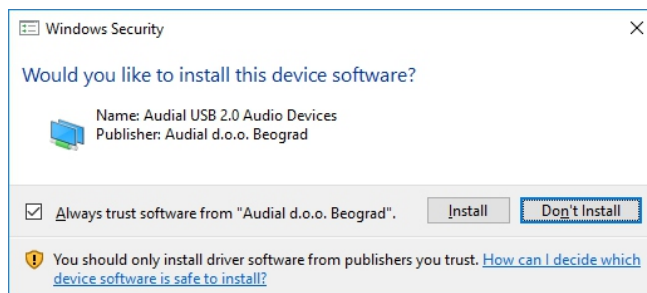 Windows Security
Would you like to install this device software?
Name: Audial USB 2.0 Audio Devices
Publisher: Audial d.o.o. Beograd
Always trust software from "Audial d.o.o. Beograd".
Install
Don't Install
You should only install driver software from publishers you trust. How can I decide which
device software is safe to install?